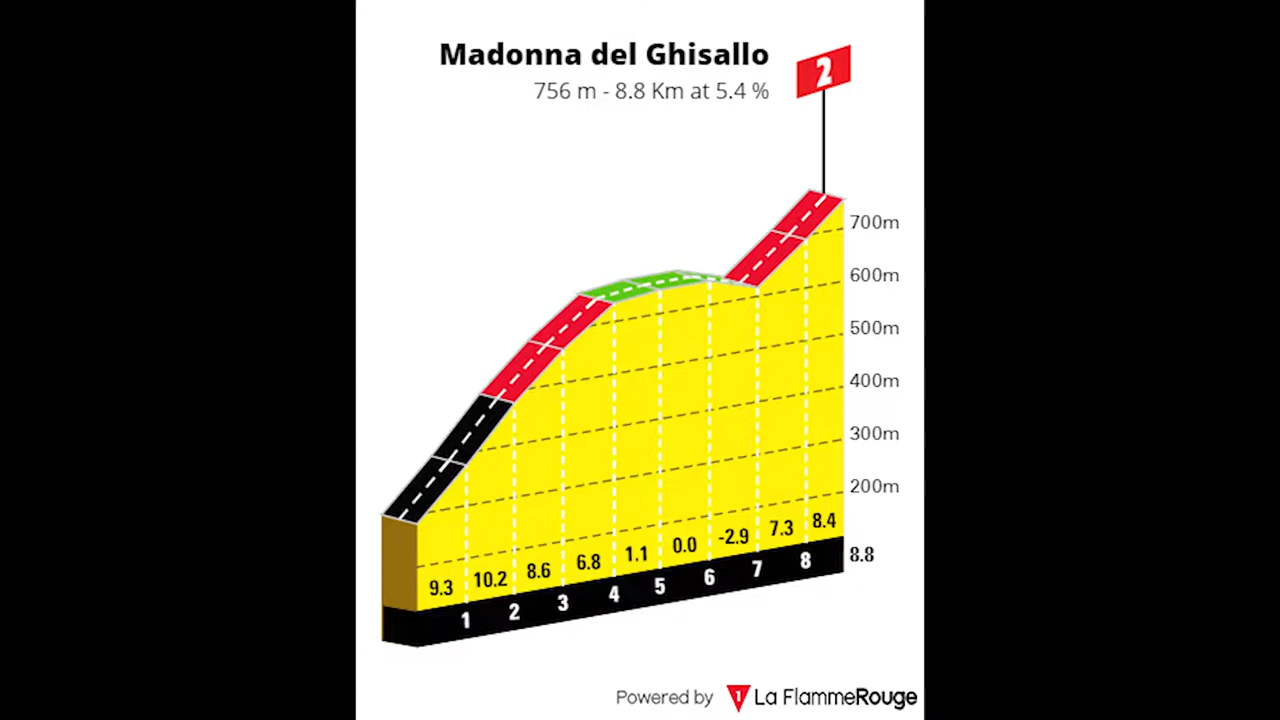 Madonna del Ghisallo
756 m - 8.8 Km at 5.4 %
2
700m
600m
500m
400m
300m
200m
9.3 10.2 8.6 6.8 1.1 0.0 -2.9 7.3 8.4
1 2 3 4 5 6 7 8 8.8
Powered by 1 La FlammeRouge